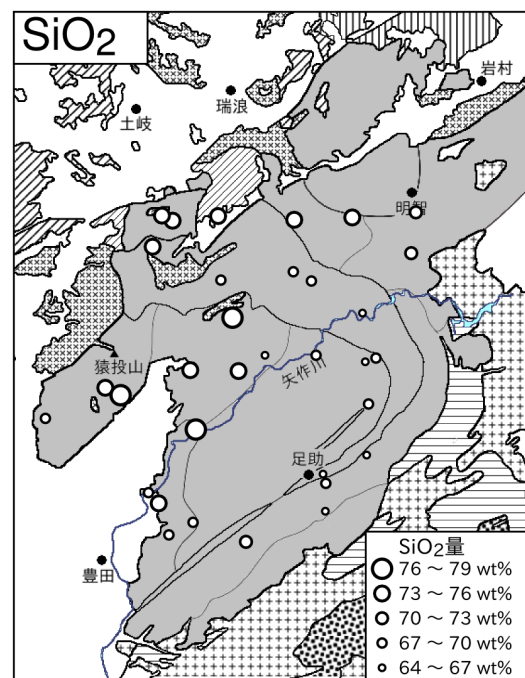 SiO₂
岩村
瑞浪
土岐
明智
猿投山
矢作川
足助
豊田
SiO₂量
76 ～ 79 wt%
73 ～ 76 wt%
70 ～ 73 wt%
67 ～ 70 wt%
64 ～ 67 wt%